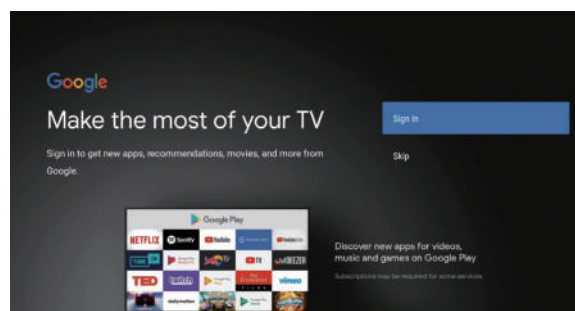 Google
Make the most of your TV
Sign in to get new apps, recommendations, movies, and more from
Google.
Sign In
Skip
Google Play
NETFLIX Spotify YouTube
TV DEEZER
TED twitch vimeo
dailymotion
Discover new apps for videos,
music and games on Google Play
Subscriptions may be required for some services